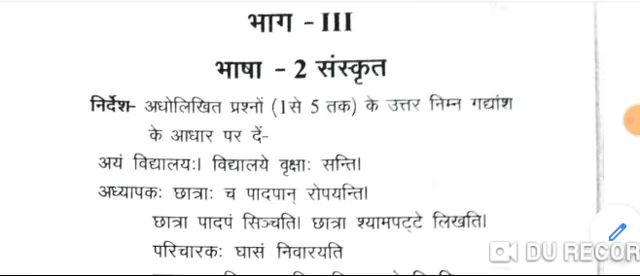 भाग - III
भाषा - 2 संस्कृत
निर्देश- अधोलिखित प्रश्नों (1से 5 तक) के उत्तर निम्न गद्यांश
के आधार पर दें-
अयं विद्यालयः। विद्यालये वृक्षाः सन्ति।
अध्यापकः छात्राः च पादपान् रोपयन्ति।
छात्रा पादपं सिञ्चति। छात्रा श्यामपट्टे लिखति।
परिचारकः घासं निवारयति
DU RECOR